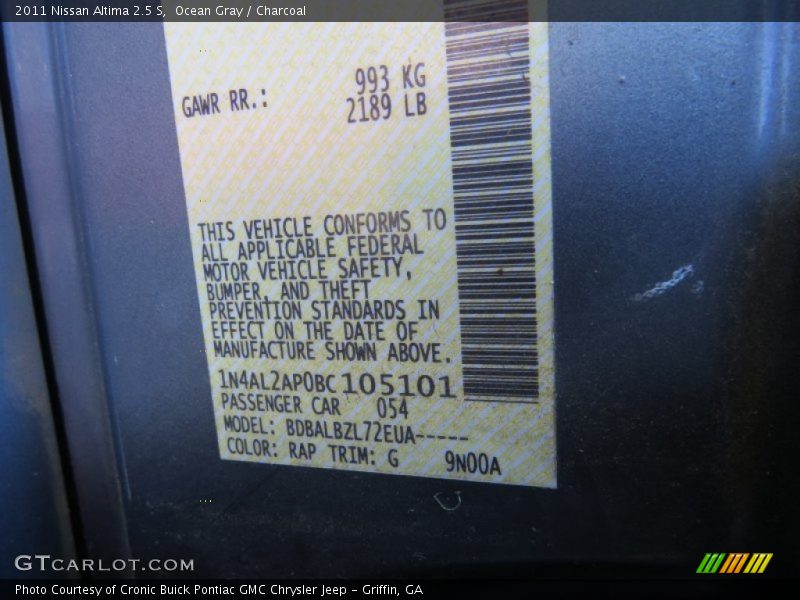 2011 Nissan Altima 2.5 S, Ocean Gray / Charcoal
GAWR RR.: 993 KG
2189 LB
THIS VEHICLE CONFORMS TO
ALL APPLICABLE FEDERAL
MOTOR VEHICLE SAFETY,
BUMPER, AND THEFT
PREVENTION STANDARDS IN
EFFECT ON THE DATE OF
MANUFACTURE SHOWN ABOVE.
1N4AL2AP0BC105101
PASSENGER CAR 054
MODEL: BDBALBZL72EUA-----
COLOR: RAP TRIM: G 9N00A
GTCARLOT.COM
Photo Courtesy of Cronic Buick Pontiac GMC Chrysler Jeep - Griffin, GA